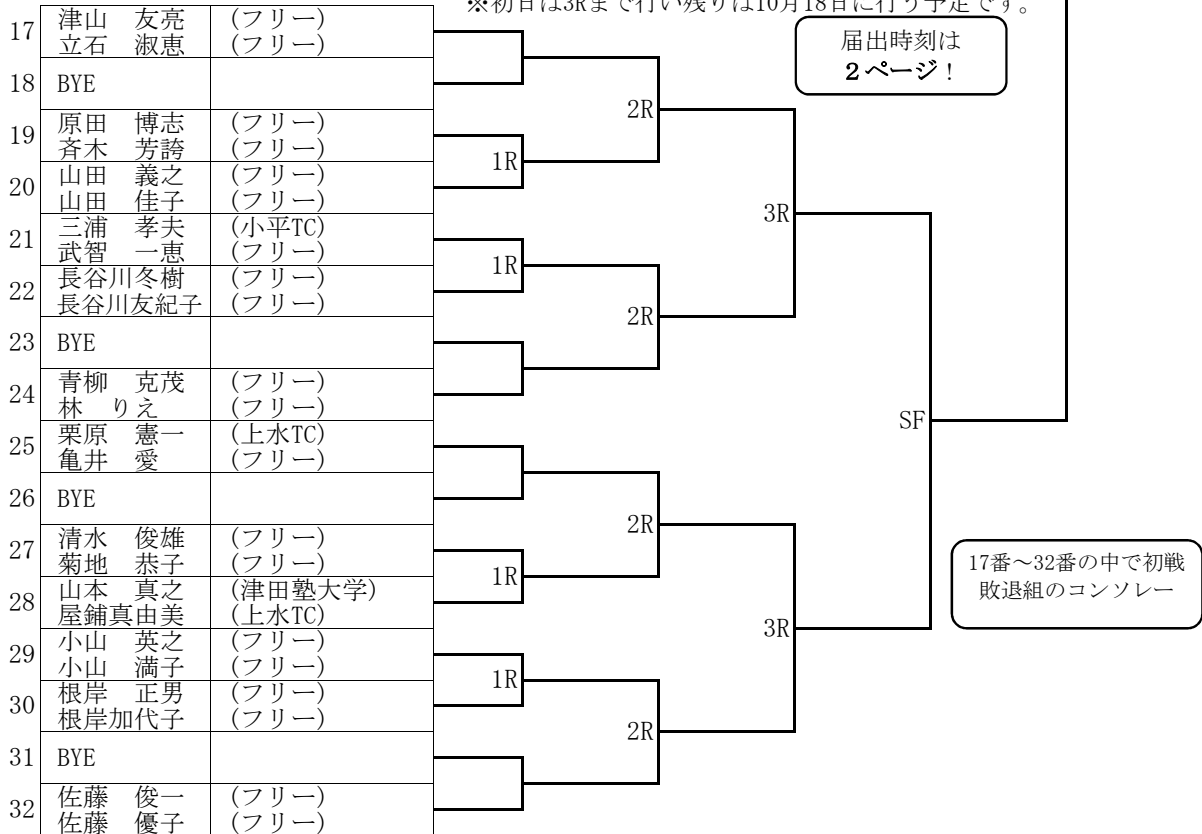 ※初日は3Rまで行い残りは10月18日に行う予定です。
届出時刻は
2ページ！
17 津山 友亮 (フリー)
立石 淑恵 (フリー)
18 BYE
19 原田 博志 (フリー)
斉木 芳誇 (フリー)
20 山田 義之 (フリー)
山田 佳子 (フリー)
21 三浦 孝夫 (小平TC)
武智 一恵 (フリー)
22 長谷川冬樹 (フリー)
長谷川友紀子 (フリー)
23 BYE
24 青柳 克茂 (フリー)
林 りえ (フリー)
25 栗原 憲一 (上水TC)
亀井 愛 (フリー)
26 BYE
27 清水 俊雄 (フリー)
菊地 恭子 (フリー)
28 山本 真之 (津田塾大学)
屋鋪真由美 (上水TC)
29 小山 英之 (フリー)
小山 満子 (フリー)
30 根岸 正男 (フリー)
根岸加代子 (フリー)
31 BYE
32 佐藤 俊一 (フリー)
佐藤 優子 (フリー)
1R
1R
1R
1R
2R
2R
2R
2R
3R
3R
SF
17番～32番の中で初戦
敗退組のコンソレー